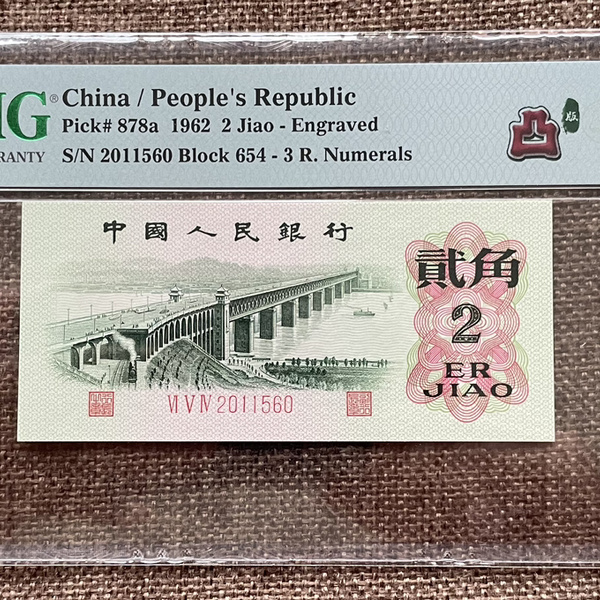 MG® China / People's Republic
Pick# 878a 1962 2 Jiao - Engraved
RANTY S/N 2011560 Block 654 - 3 R. Numerals
凸
版
中國人民銀行
貳角
2
ER
JIAO
VI V IV 2011560